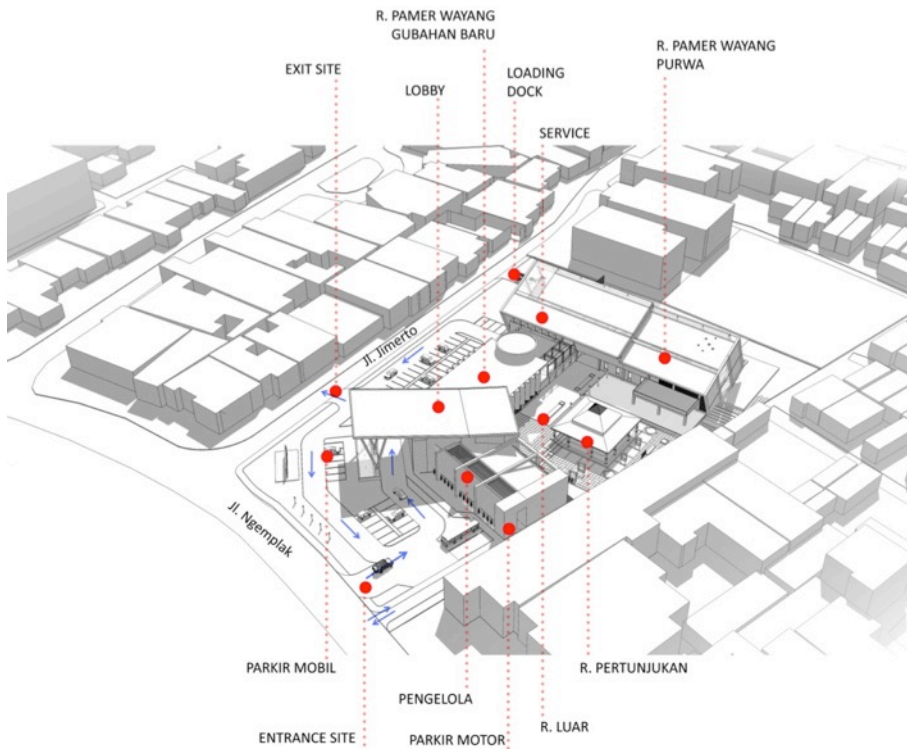 R. PAMER WAYANG
GUBAHAN BARU
R. PAMER WAYANG
PURWA
EXIT SITE
LOBBY
LOADING
DOCK
SERVICE
Jl. Jimerto
Jl. Ngemplak
PARKIR MOBIL
R. PERTUNJUKAN
PENGELOLA
R. LUAR
ENTRANCE SITE
PARKIR MOTOR